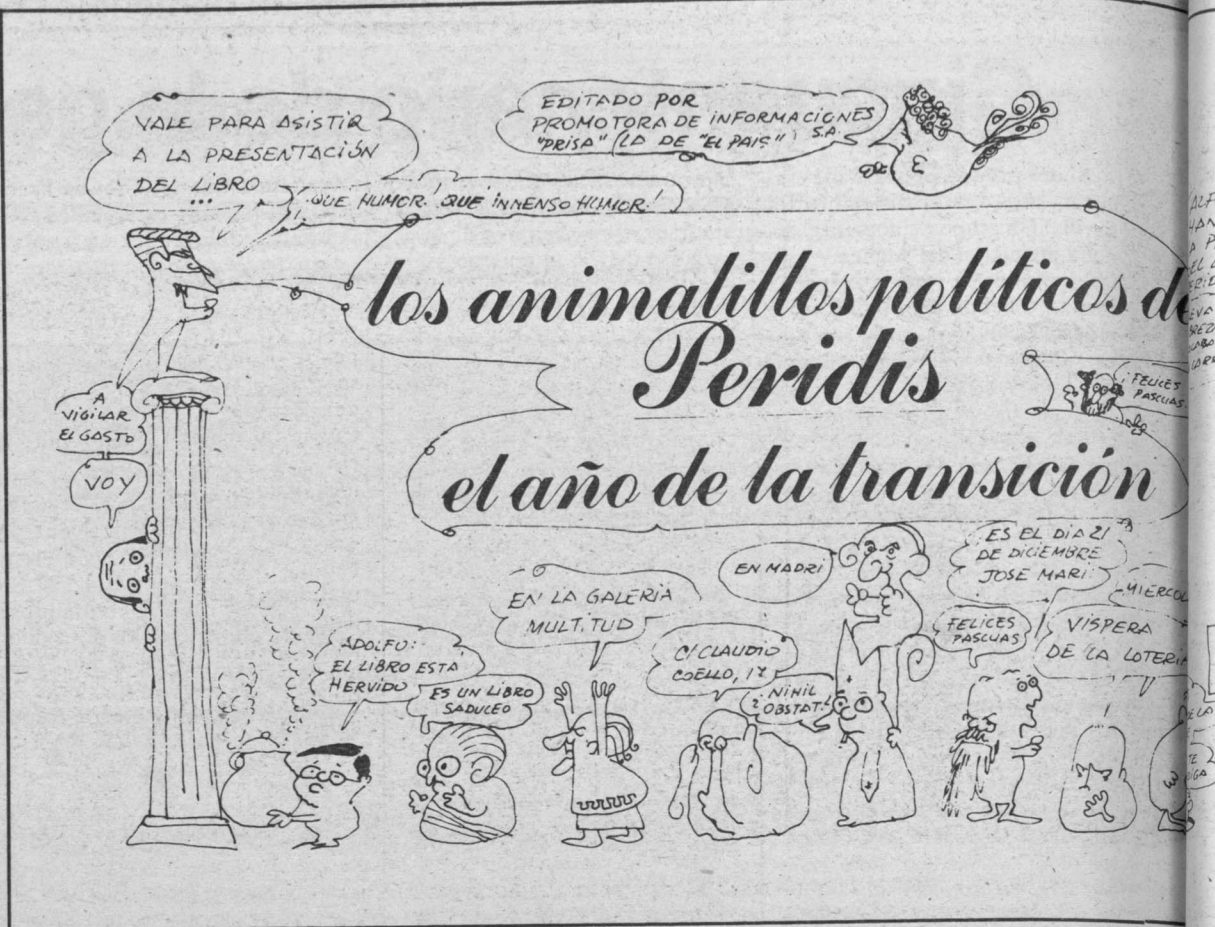 VALE PARA ASISTIR
A LA PRESENTACIÓN
DEL LIBRO
...
¡QUE HUMOR! ¡QUE INMENSO HUMOR!
EDITADO POR
PROMOTORA DE INFORMACIONES
"PRISA" (LA DE "EL PAIS") S.A.
los animalillos políticos de
Peridis
el año de la transición
¡FELICES
PASCUAS
A
VIGILAR
EL GASTO
VOY
ADOLFO:
EL LIBRO ESTA
HERVIDO
ES UN LIBRO
SADUCEO
EN LA GALERIA
MULTITUD
C/ CLAUDIO
COELLO, 17
¿NIHIL
OBSTAT?
EN MADRI
ES EL DIA 21
DE DICIEMBRE
JOSE MARI
FELICES
PASCUAS
MIERCOL
VISPERA
DE LA LOTERIA